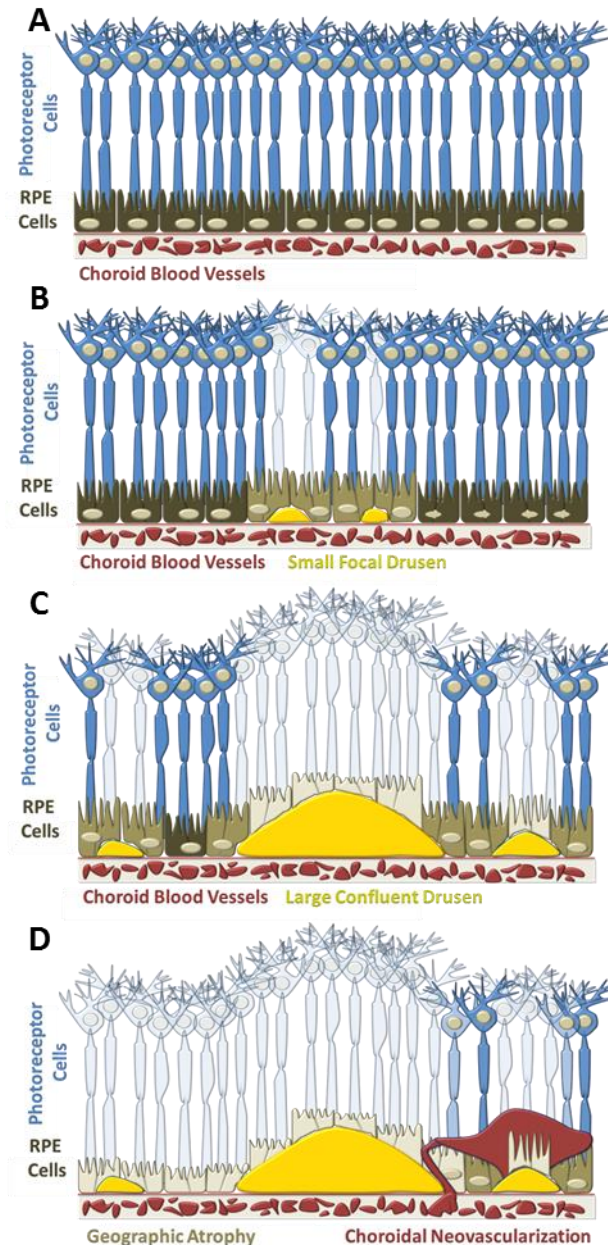 A
Photoreceptor
Cells
RPE
Cells
Choroid Blood Vessels
B
Photoreceptor
Cells
RPE
Cells
Choroid Blood Vessels Small Focal Drusen
C
Photoreceptor
Cells
RPE
Cells
Choroid Blood Vessels Large Confluent Drusen
D
Photoreceptor
Cells
RPE
Cells
Geographic Atrophy Choroidal Neovascularization